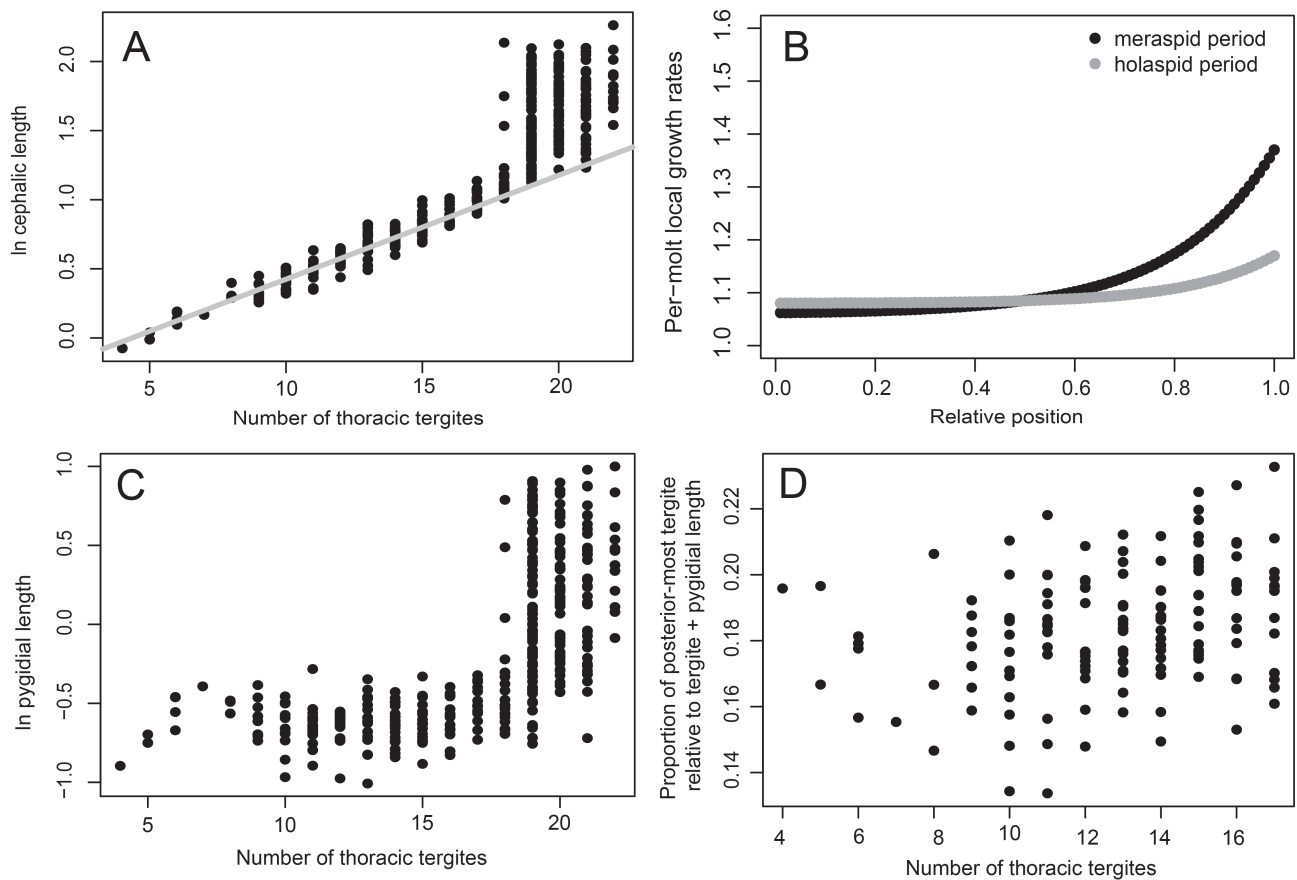 A
ln cephalic length
2.0
1.5
1.0
0.5
0.0
5
10
15
20
Number of thoracic tergites
B
meraspid period
holaspid period
Per−molt local growth rates
1.6
1.5
1.4
1.3
1.2
1.1
1.0
0.0
0.2
0.4
0.6
0.8
1.0
Relative position
C
ln pygidial length
1.0
0.5
0.0
−0.5
−1.0
5
10
15
20
Number of thoracic tergites
D
Proportion of posterior-most tergite
relative to tergite + pygidial length
0.22
0.20
0.18
0.16
0.14
4
6
8
10
12
14
16
Number of thoracic tergites